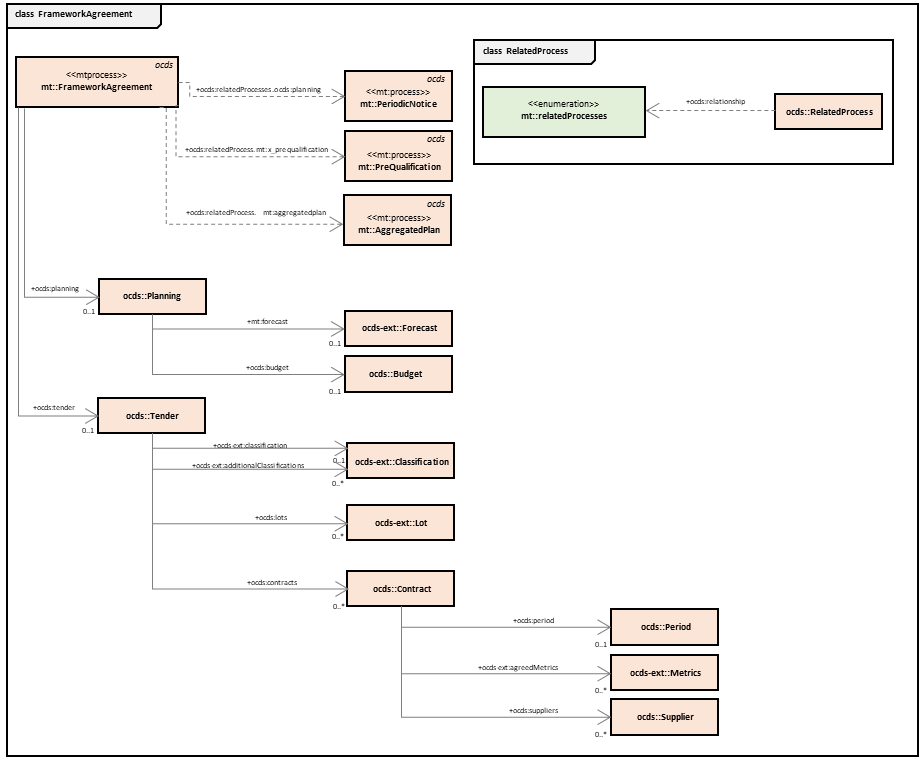 class FrameworkAgreement
ocds
<<mtprocess>>
mt::FrameworkAgreement
+ocds:relatedProcesses.ocds:planning
ocds
<<mt:process>>
mt::PeriodicNotice
+ocds:relatedProcess.mt:x_prequalification
ocds
<<mt:process>>
mt::PreQualification
+ocds:relatedProcess. mt:aggregatedplan
ocds
<<mt:process>>
mt::AggregatedPlan
class RelatedProcess
<<enumeration>>
mt::relatedProcesses
+ocds:relationship
ocds::RelatedProcess
+ocds:planning
0..1
ocds::Planning
+mt:forecast
0..1
ocds-ext::Forecast
+ocds:budget
0..1
ocds::Budget
+ocds:tender
0..1
ocds::Tender
+ocds-ext:classification
0..1
+ocds-ext:additionalClassifications
0..*
ocds-ext::Classification
+ocds:lots
0..*
ocds-ext::Lot
+ocds:contracts
0..*
ocds::Contract
+ocds:period
0..1
ocds::Period
+ocds-ext:agreedMetrics
0..*
ocds-ext::Metrics
+ocds:suppliers
0..*
ocds::Supplier